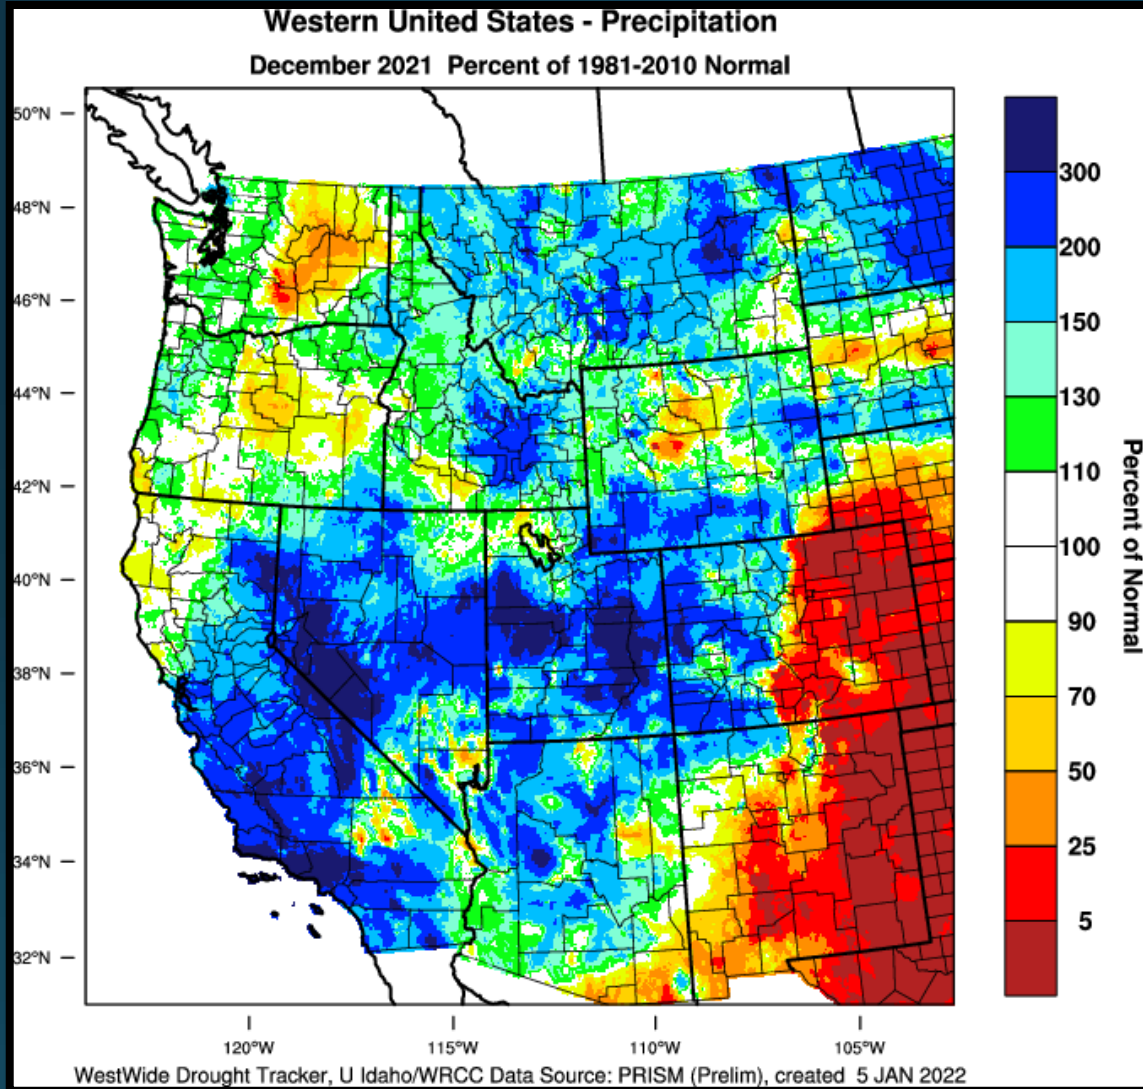 Western United States - Precipitation
December 2021 Percent of 1981-2010 Normal
50°N
48°N
46°N
44°N
42°N
40°N
38°N
36°N
34°N
32°N
120°W
115°W
110°W
105°W
300
200
150
130
110
100
90
70
50
25
5
Percent of Normal
WestWide Drought Tracker, U Idaho/WRCC Data Source: PRISM (Prelim), created 5 JAN 2022